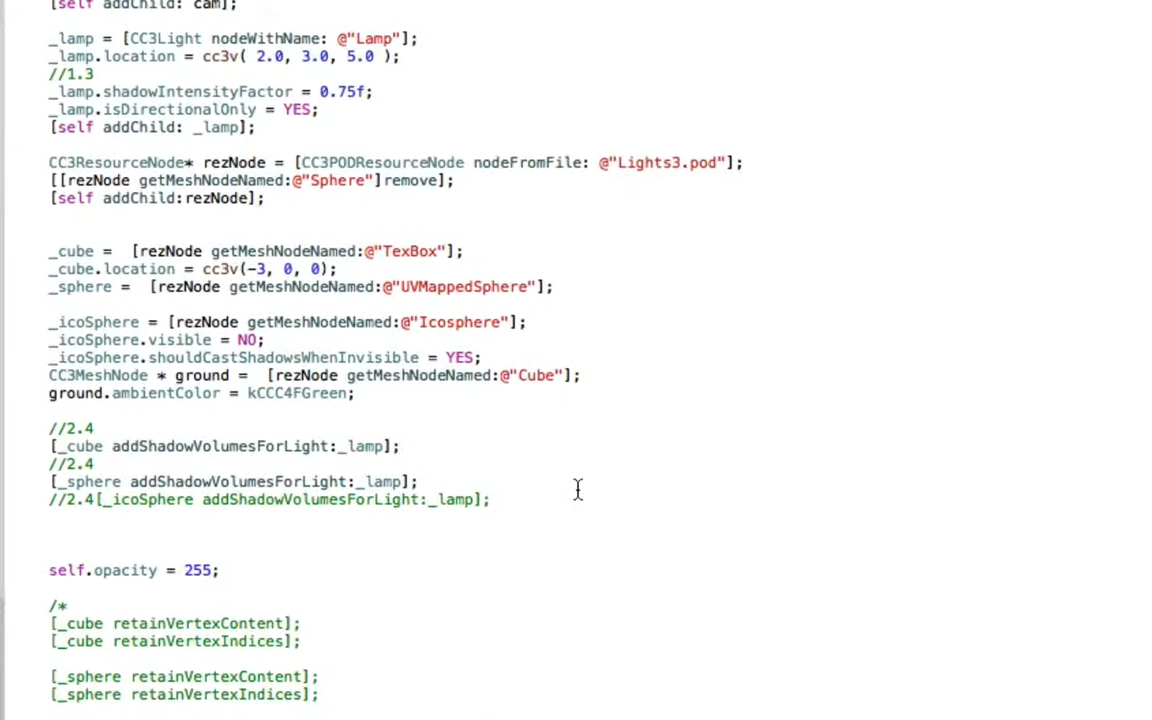 [self addChild: cam];
_lamp = [CC3Light nodeWithName: @"Lamp"];
_lamp.location = cc3v( 2.0, 3.0, 5.0 );
//1.3
_lamp.shadowIntensityFactor = 0.75f;
_lamp.isDirectionalOnly = YES;
[self addChild: _lamp];
CC3ResourceNode* rezNode = [CC3PODResourceNode nodeFromFile: @"Lights3.pod"];
[[rezNode getMeshNodeNamed:@"Sphere"]remove];
[self addChild:rezNode];
_cube =  [rezNode getMeshNodeNamed:@"TexBox"];
_cube.location = cc3v(-3, 0, 0);
_sphere =  [rezNode getMeshNodeNamed:@"UVMappedSphere"];
_icoSphere = [rezNode getMeshNodeNamed:@"Icosphere"];
_icoSphere.visible = NO;
_icoSphere.shouldCastShadowsWhenInvisible = YES;
CC3MeshNode * ground =  [rezNode getMeshNodeNamed:@"Cube"];
ground.ambientColor = kCCC4FGreen;
//2.4
[_cube addShadowVolumesForLight:_lamp];
//2.4
[_sphere addShadowVolumesForLight:_lamp];
//2.4[_icoSphere addShadowVolumesForLight:_lamp];
self.opacity = 255;
/*
[_cube retainVertexContent];
[_cube retainVertexIndices];
[_sphere retainVertexContent];
[_sphere retainVertexIndices];